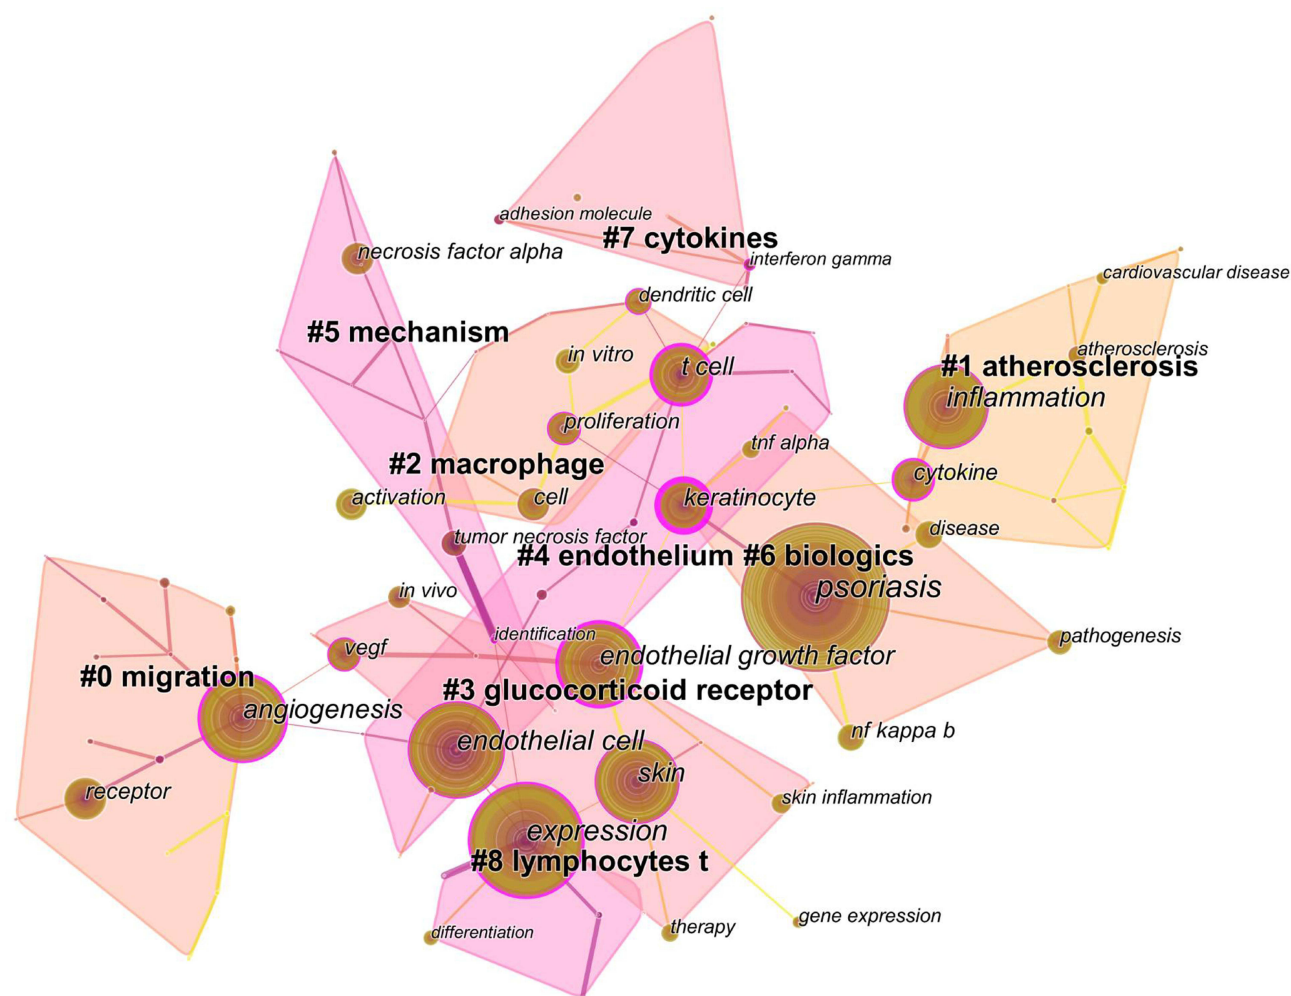 adhesion molecule
#7 cytokines
necrosis factor alpha
interferon gamma
cardiovascular disease
dendritic cell
#5 mechanism
in vitro
t cell
atherosclerosis
#1 atherosclerosis
inflammation
proliferation
tnf alpha
#2 macrophage
cytokine
activation
cell
keratinocyte
disease
tumor necrosis factor
#4 endothelium
#6 biologics
psoriasis
in vivo
identification
pathogenesis
vegf
endothelial growth factor
#0 migration
#3 glucocorticoid receptor
angiogenesis
nf kappa b
endothelial cell
skin
receptor
skin inflammation
expression
#8 lymphocytes t
gene expression
therapy
differentiation